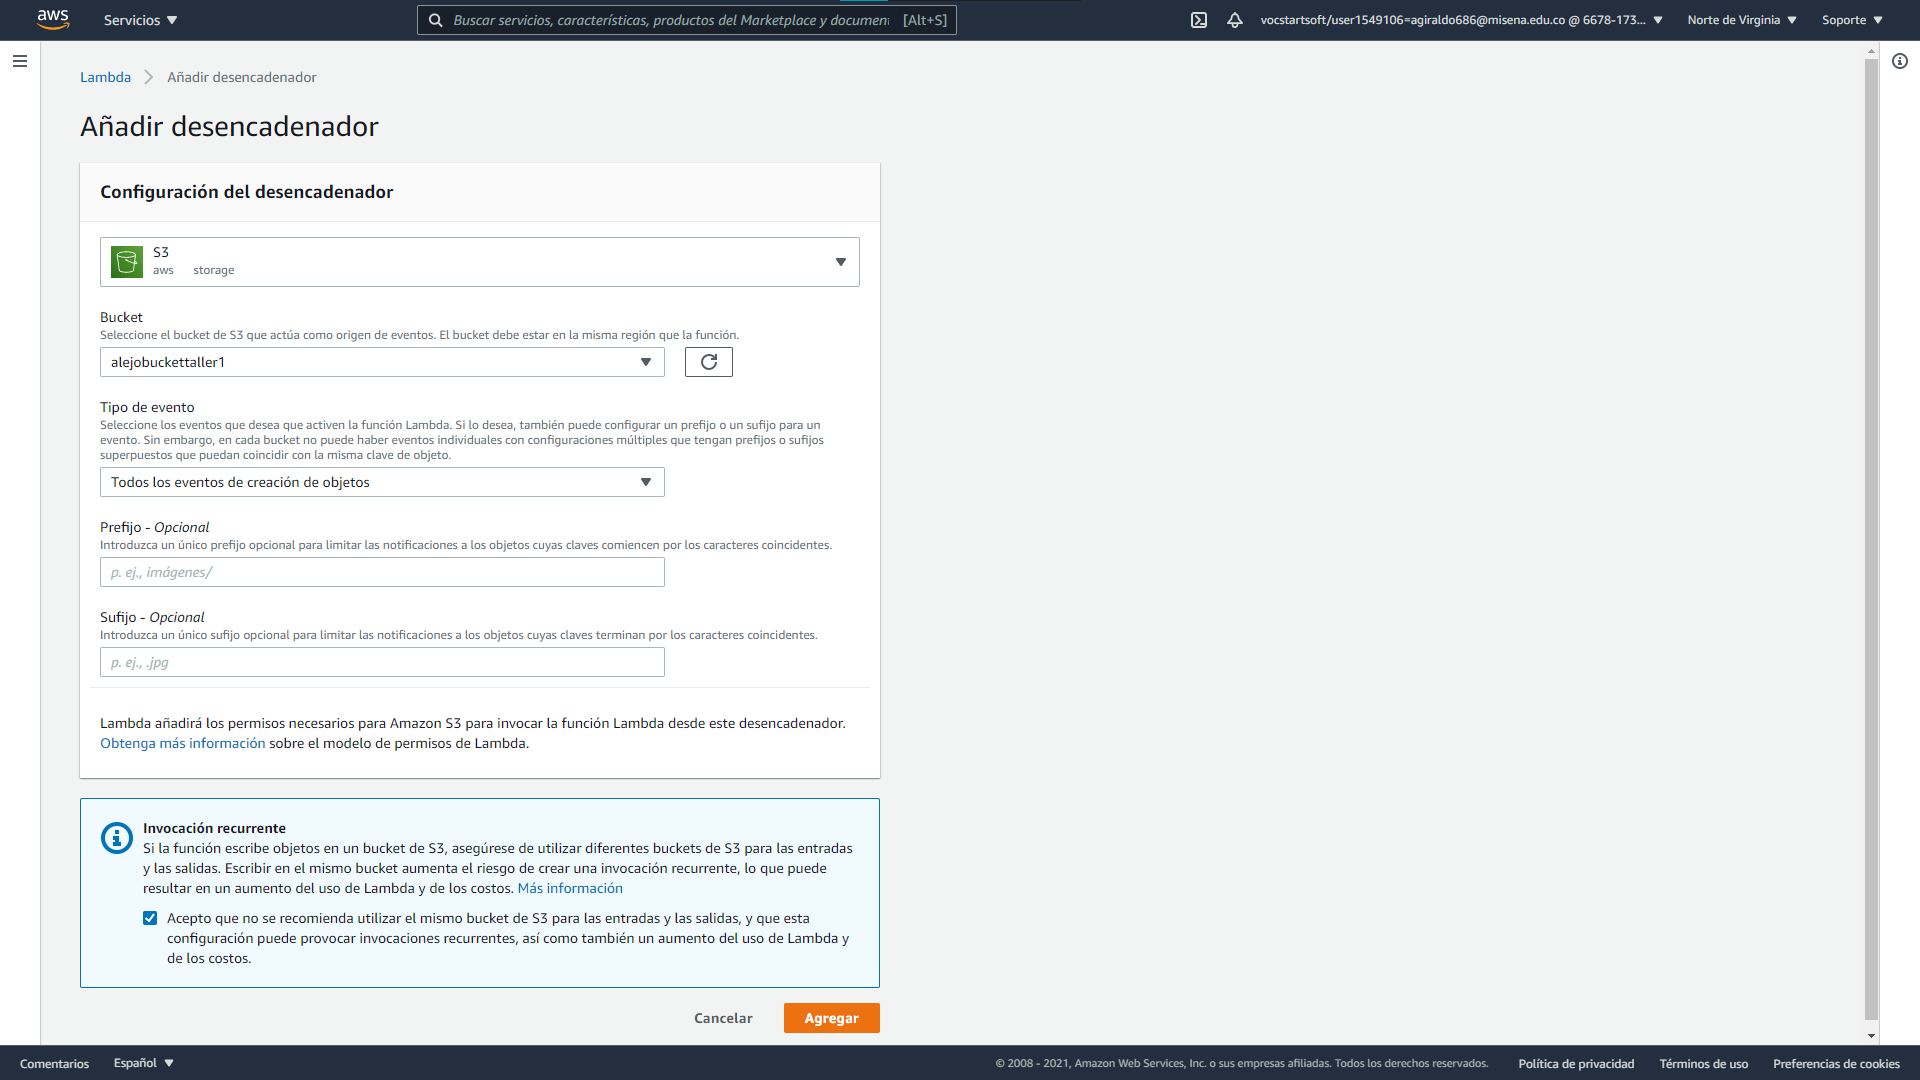 aws
Servicios
Buscar servicios, características, productos del Marketplace y document [Alt+S]
vocstartsoft/user1549106=agiraldo686@misena.edu.co @ 6678-173...
Norte de Virginia
Soporte
Lambda
Añadir desencadenador
Añadir desencadenador
Configuración del desencadenador
S3
aws storage
Bucket
Seleccione el bucket de S3 que actúa como origen de eventos. El bucket debe estar en la misma región que la función.
alejobuckettaller1
Tipo de evento
Seleccione los eventos que desea que activen la función Lambda. Si lo desea, también puede configurar un prefijo o un sufijo para un
evento. Sin embargo, en cada bucket no puede haber eventos individuales con configuraciones múltiples que tengan prefijos o sufijos
superpuestos que puedan coincidir con la misma clave de objeto.
Todos los eventos de creación de objetos
Prefijo - Opcional
Introduzca un único prefijo opcional para limitar las notificaciones a los objetos cuyas claves comiencen por los caracteres coincidentes.
p. ej., imágenes/
Sufijo - Opcional
Introduzca un único sufijo opcional para limitar las notificaciones a los objetos cuyas claves terminan por los caracteres coincidentes.
p. ej., .jpg
Lambda añadirá los permisos necesarios para Amazon S3 para invocar la función Lambda desde este desencadenador.
Obtenga más información sobre el modelo de permisos de Lambda.
Invocación recurrente
Si la función escribe objetos en un bucket de S3, asegúrese de utilizar diferentes buckets de S3 para las entradas
y las salidas. Escribir en el mismo bucket aumenta el riesgo de crear una invocación recurrente, lo que puede
resultar en un aumento del uso de Lambda y de los costos. Más información
Acepto que no se recomienda utilizar el mismo bucket de S3 para las entradas y las salidas, y que esta
configuración puede provocar invocaciones recurrentes, así como también un aumento del uso de Lambda y
de los costos.
Cancelar
Agregar
Comentarios
Español
© 2008 - 2021, Amazon Web Services, Inc. o sus empresas afiliadas. Todos los derechos reservados.
Política de privacidad
Términos de uso
Preferencias de cookies